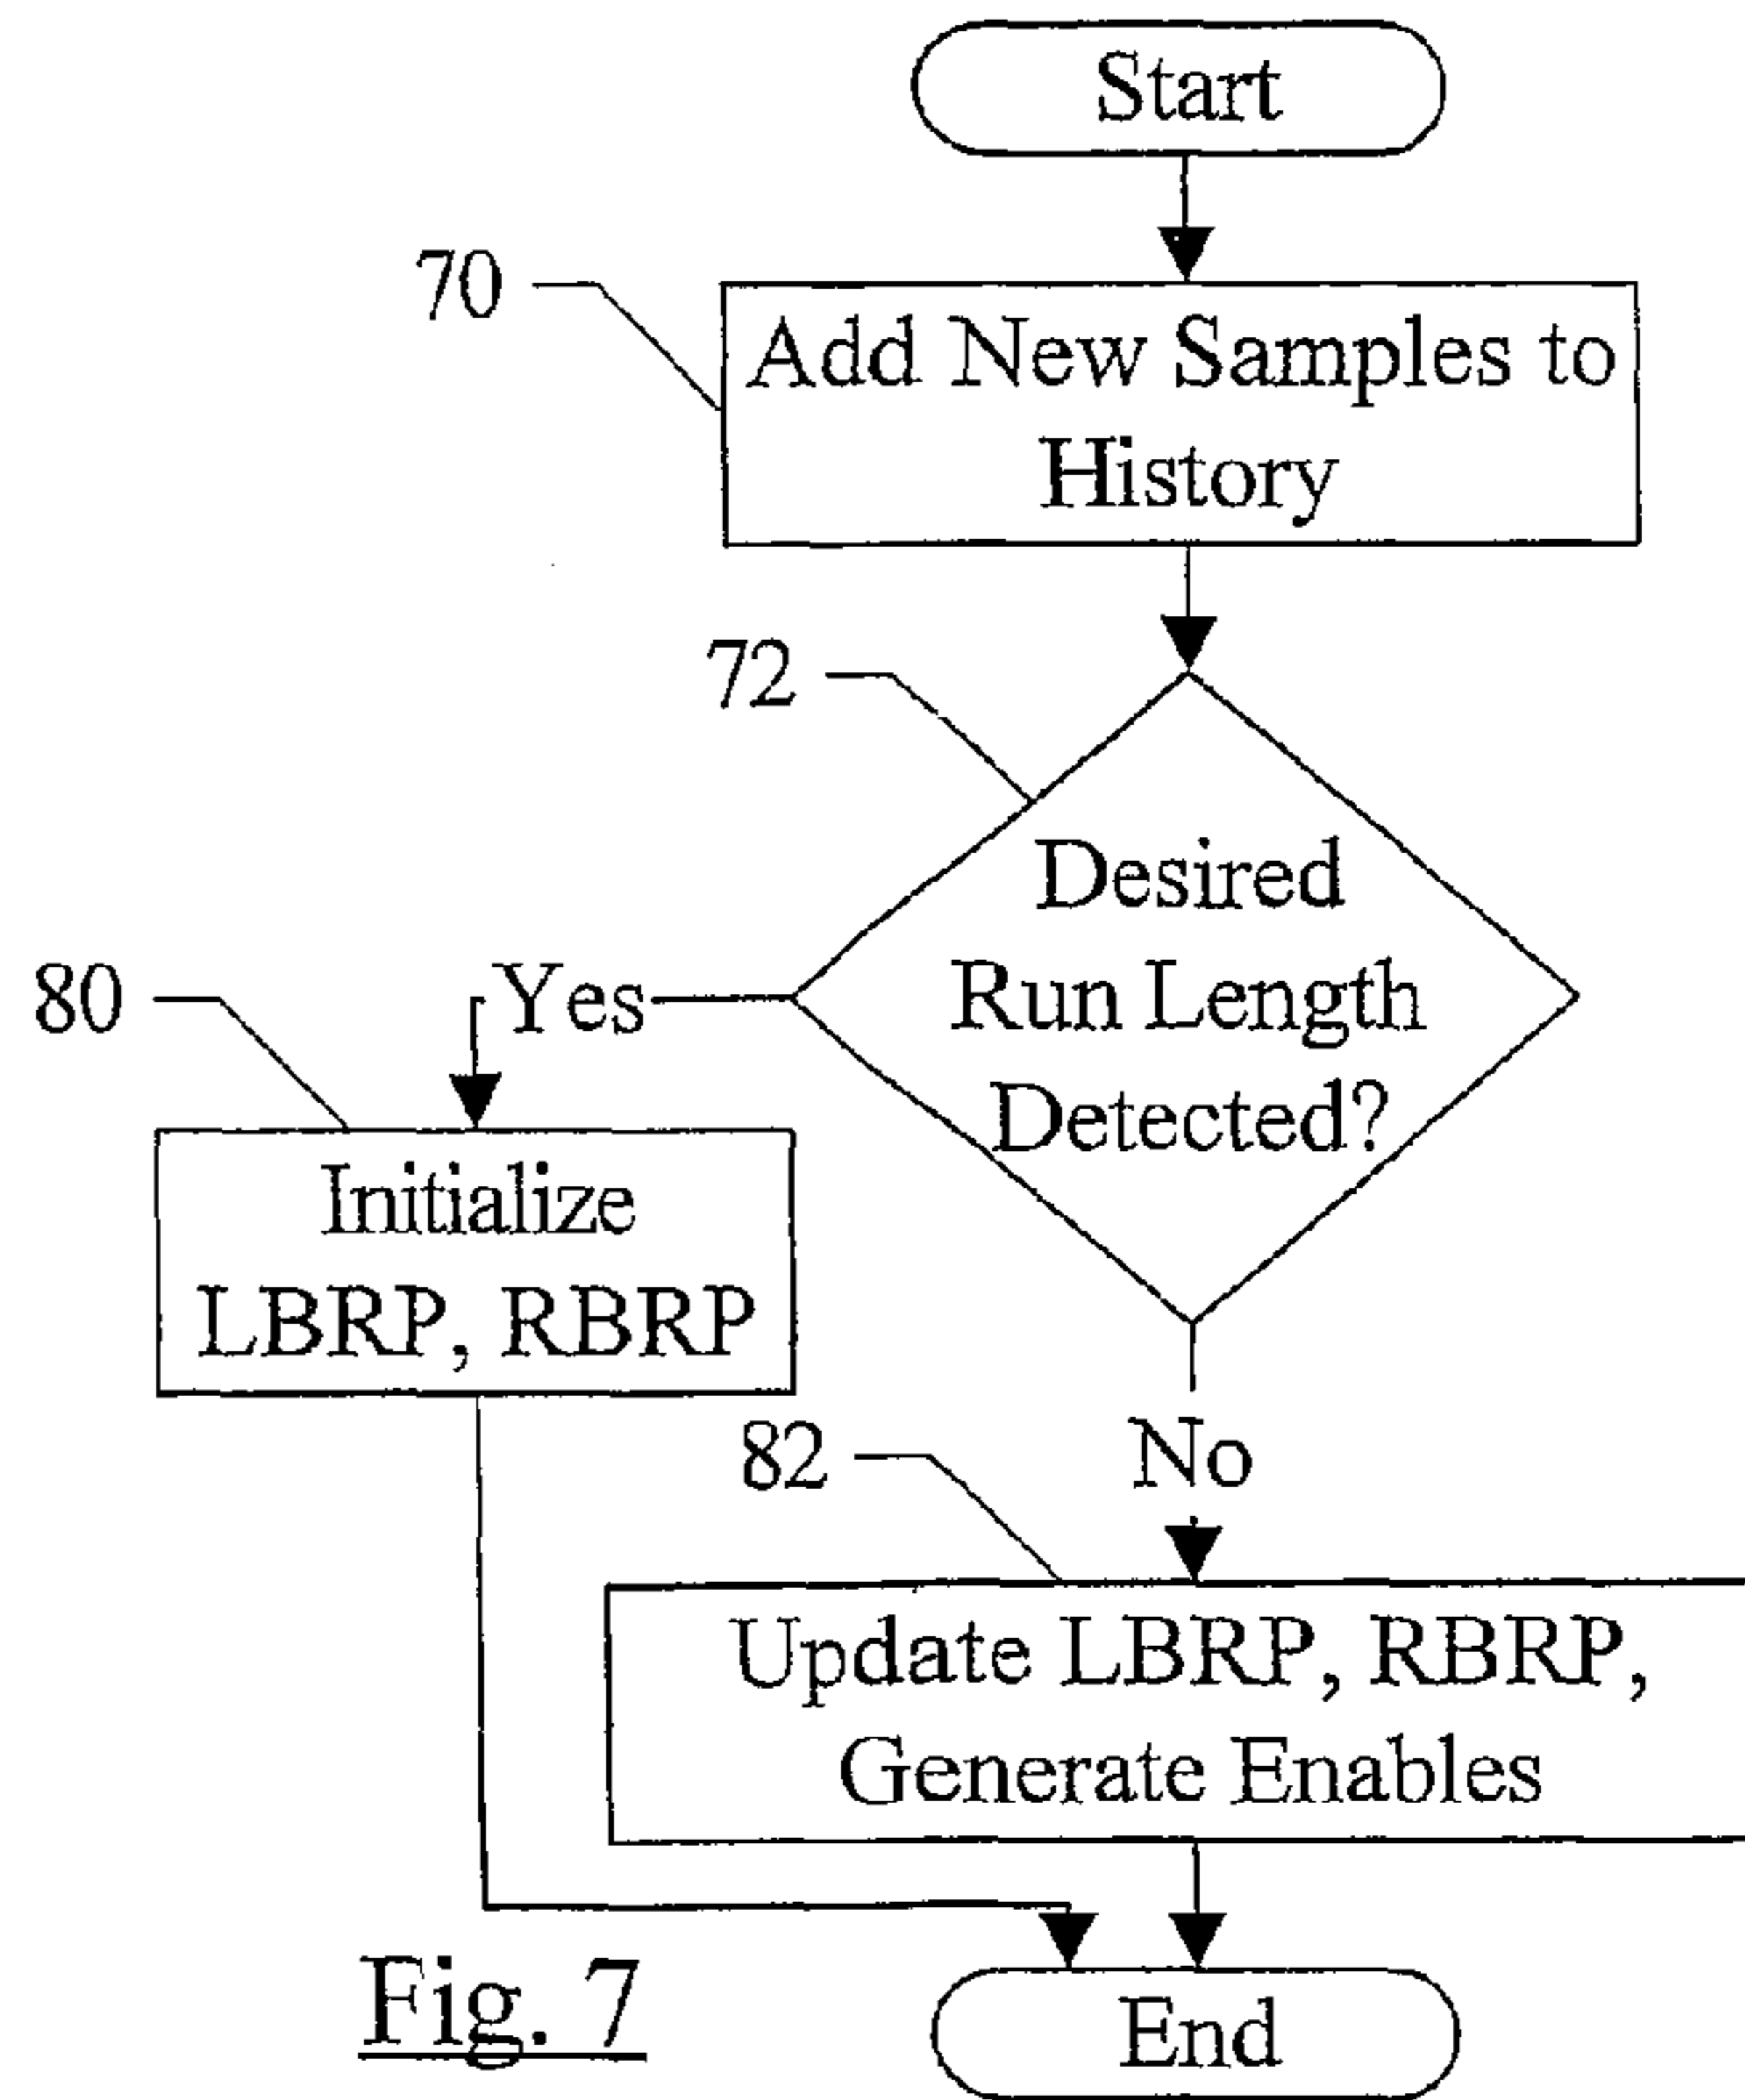 Start
70
Add New Samples to
History
72
Desired
Run Length
Detected?
80
Yes
Initialize
LBRP, RBRP
82
No
Update LBRP, RBRP,
Generate Enables
Fig. 7
End